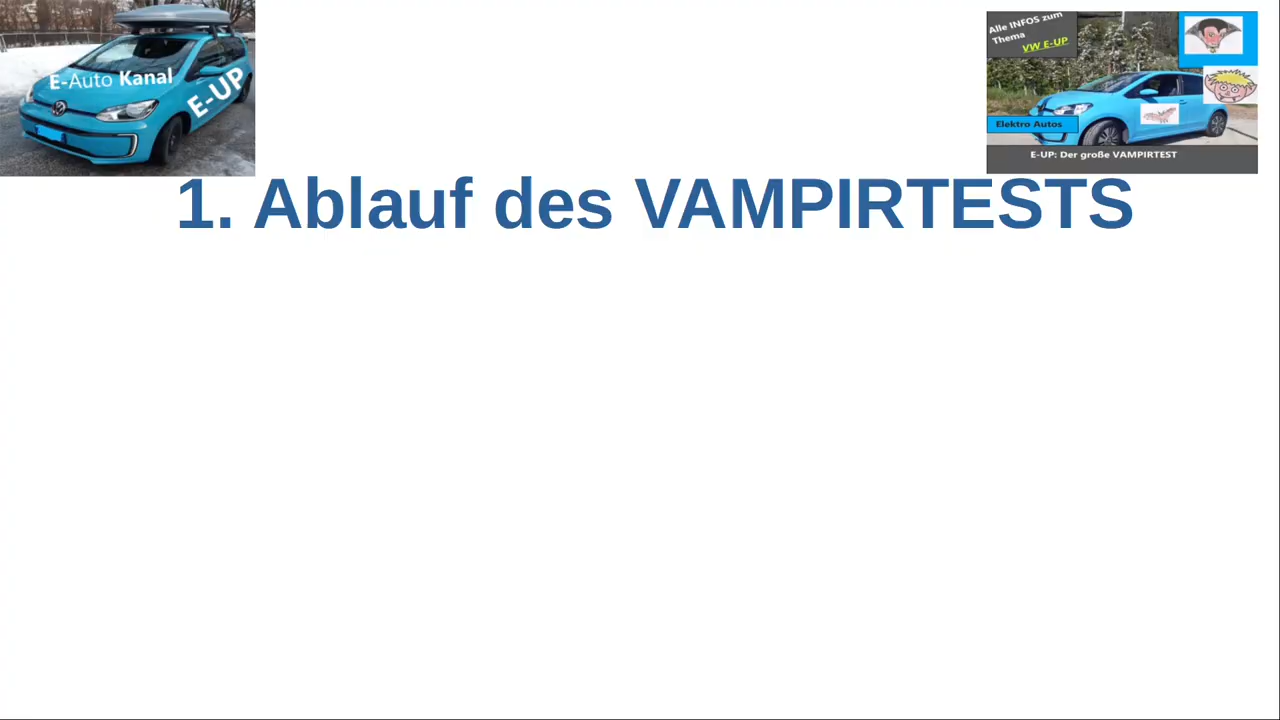 E-Auto Kanal
E-UP
Alle INFOS zum
Thema
VW E-UP
Elektro Autos
E-UP: Der große VAMPIRTEST
1. Ablauf des VAMPIRTESTS